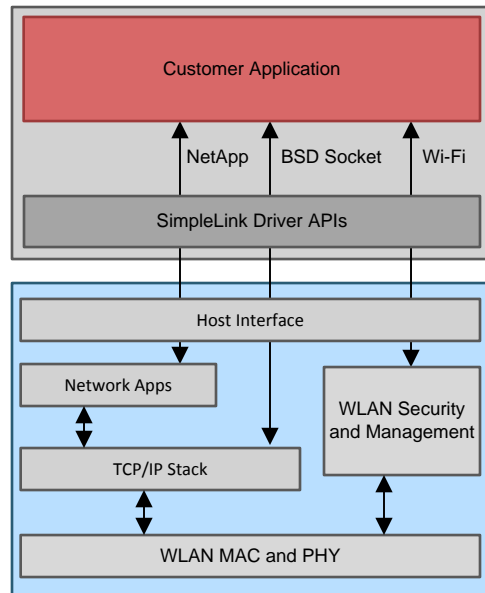 Customer Application
NetApp
BSD Socket
Wi-Fi
SimpleLink Driver APIs
Host Interface
Network Apps
WLAN Security
and Management
TCP/IP Stack
WLAN MAC and PHY